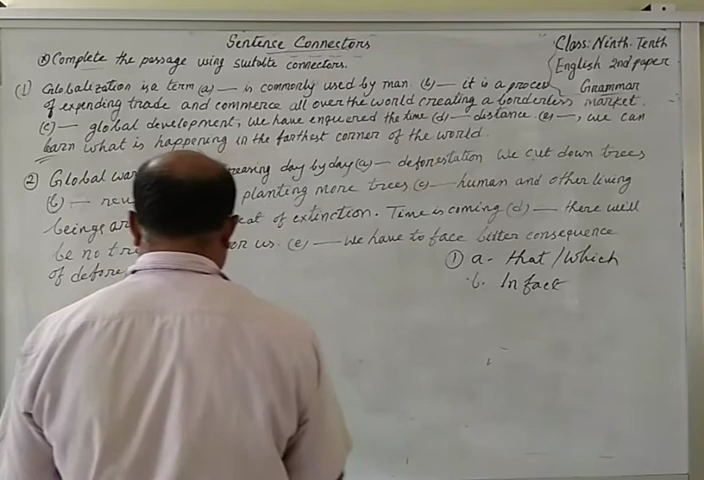 Sentence Connectors
Class: Ninth-Tenth
⊗ Complete the passage using suitable connectors.
English 2nd paper
Grammar
(1) Globalization is a term (a) — is commonly used by man. (b) — it is a process
of expending trade and commerce all over the world creating a borderless market.
(c) — global development, we have enquered the time (d) — distance. (e) —, we can
learn what is happening in the farthest corner of the world.
(2) Global reasing day by day (a) — deforestation. We cut down trees
(b) — planting more trees (c) — human and other living
beings are eat of extinction. Time is coming (d) — there will
be no tre us. (e) — we have to face bitter consequence
of defore
(1) a - that / Which
b. In fact